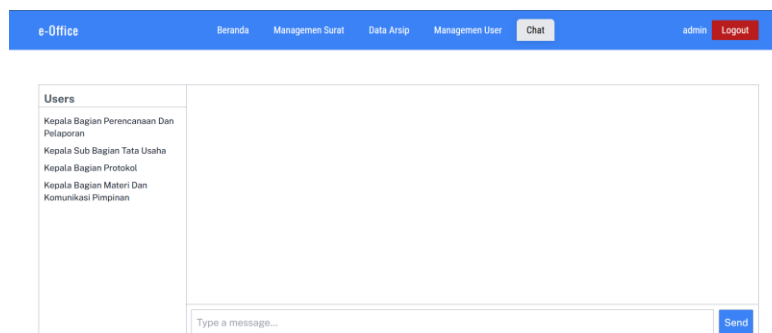 e-Office
Beranda
Managemen Surat
Data Arsip
Managemen User
Chat
admin
Logout
Users
Kepala Bagian Perencanaan Dan
Pelaporan
Kepala Sub Bagian Tata Usaha
Kepala Bagian Protokol
Kepala Bagian Materi Dan
Komunikasi Pimpinan
Type a message...
Send